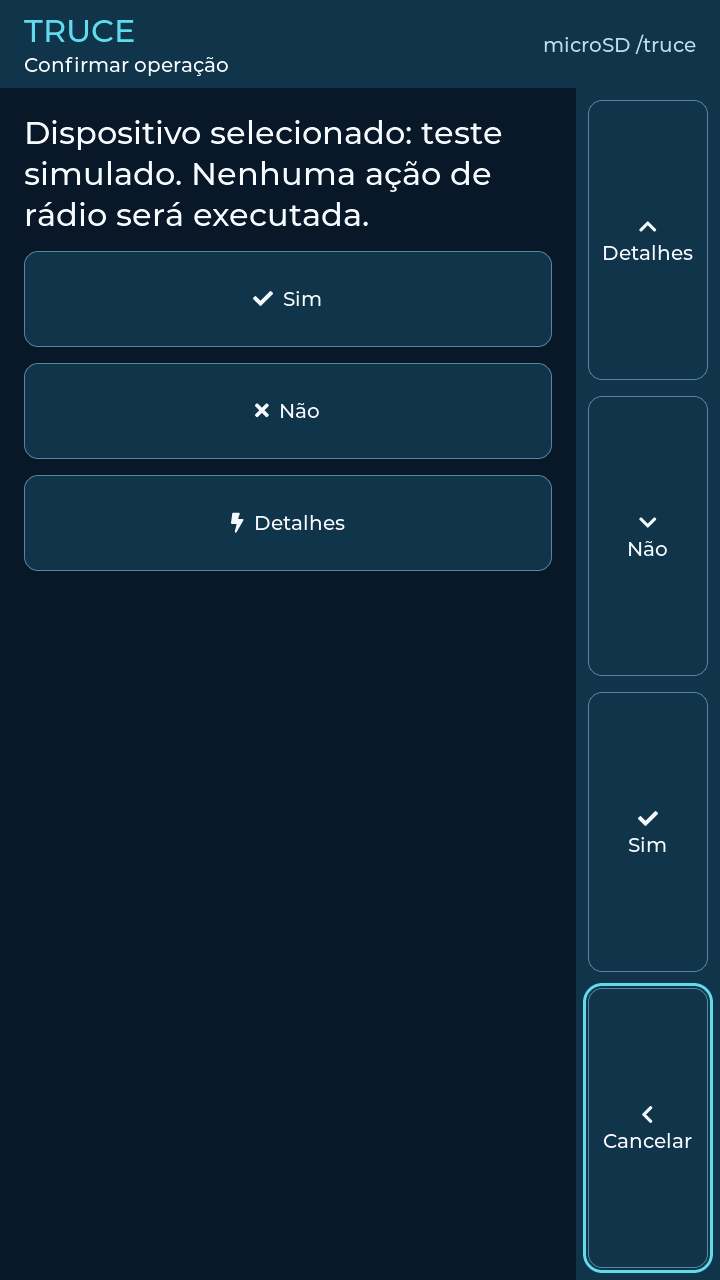 TRUCE
Confirmar operação
microSD /truce
Dispositivo selecionado: teste
simulado. Nenhuma ação de
rádio será executada.
Sim
Não
Detalhes
Detalhes
Não
Sim
Cancelar